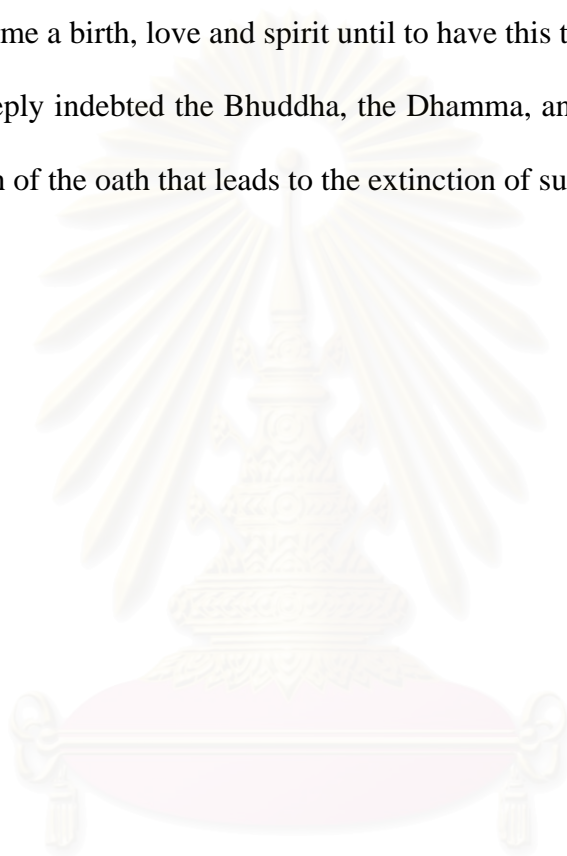 me a birth, love and spirit until to have this t
eply indebted the Bhuddha, the Dhamma, an
of the oath that leads to the extinction of su